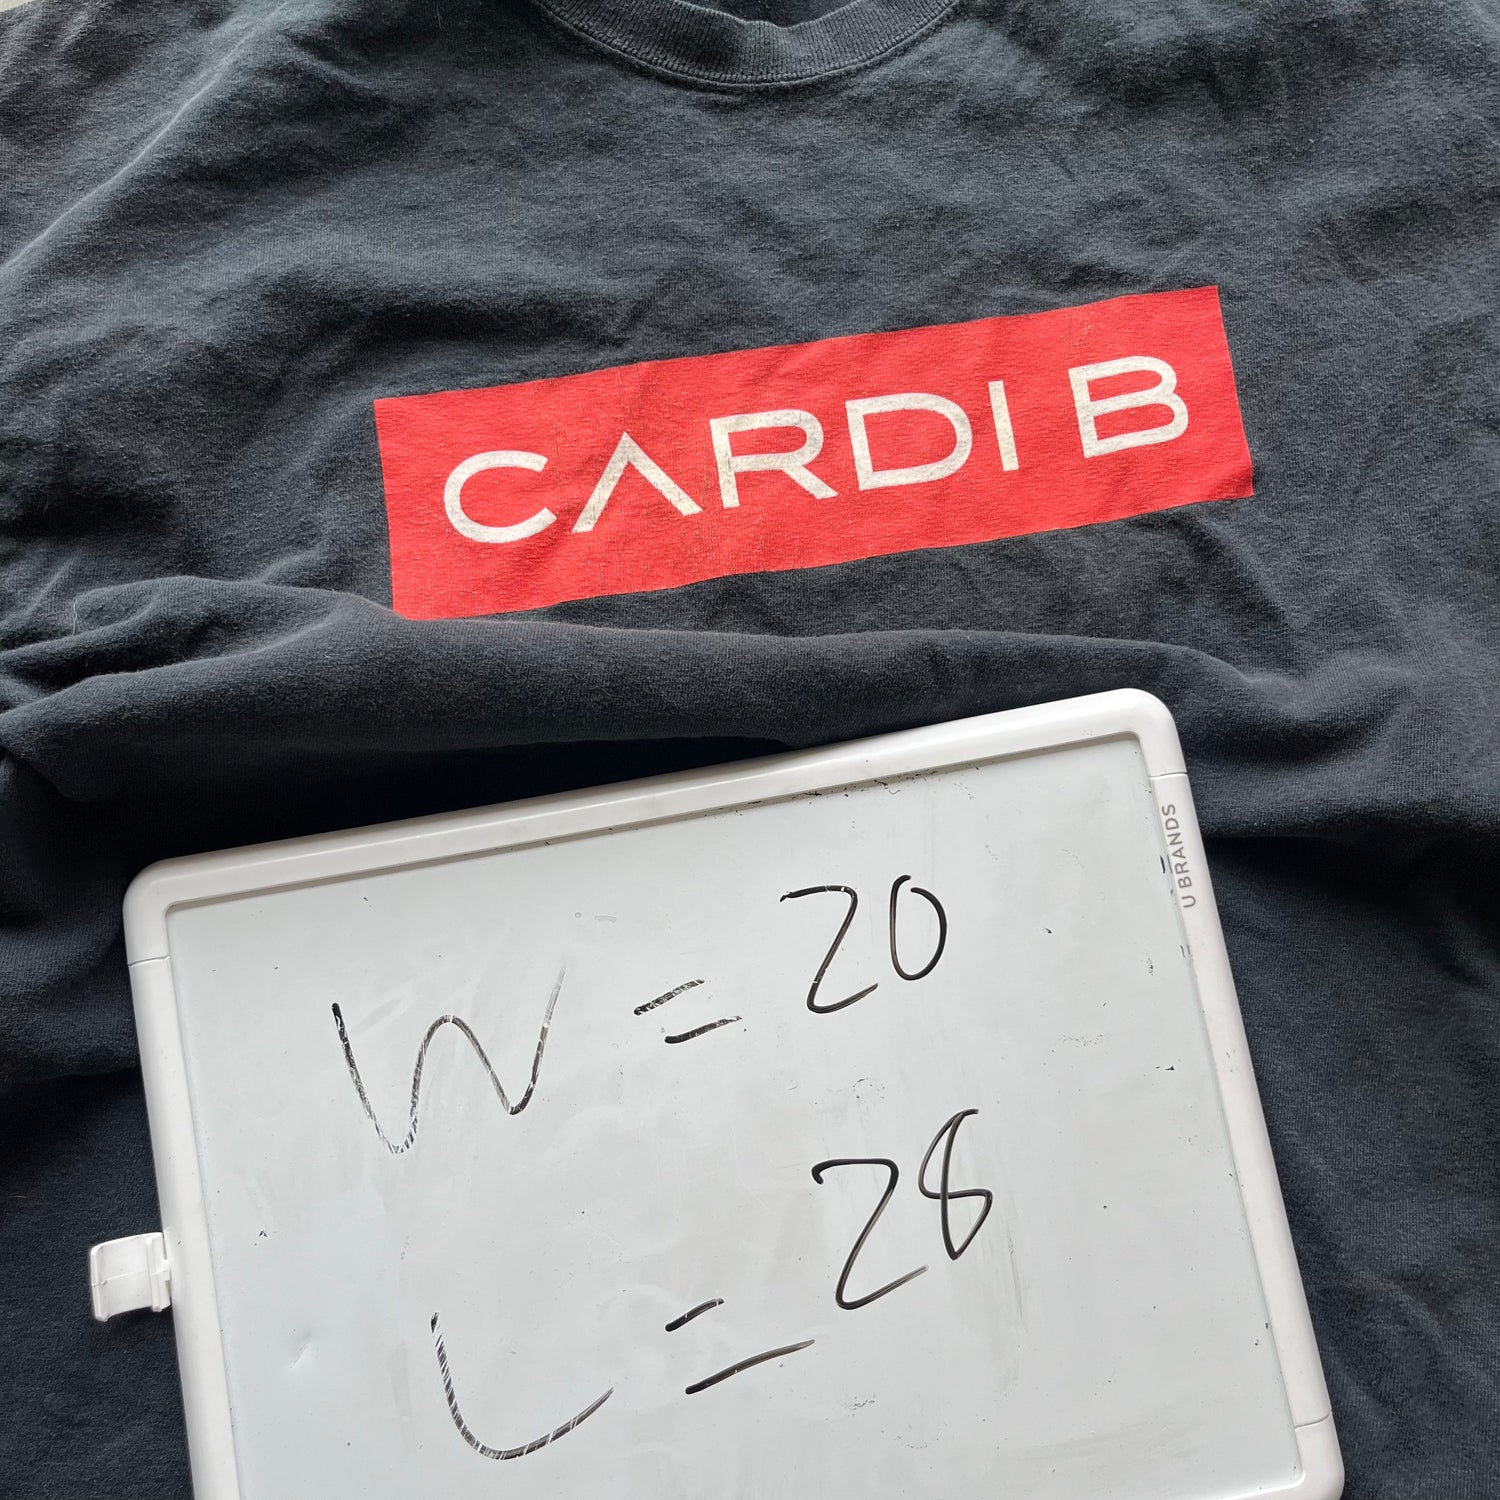 CARDI B
U BRANDS
W = 20
L = 28